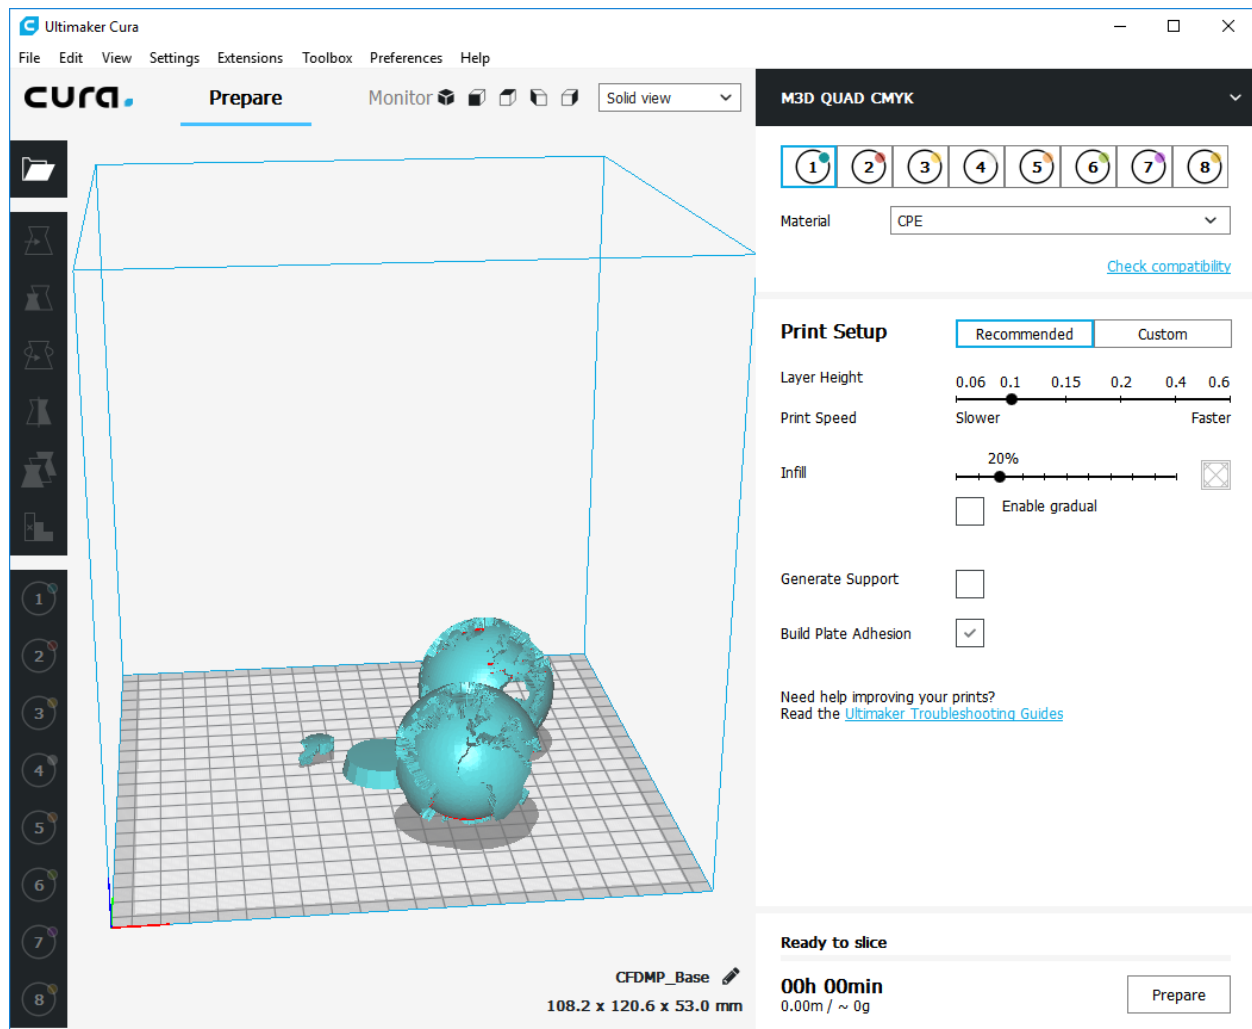 Ultimaker Cura
File Edit View Settings Extensions Toolbox Preferences Help
cura.
Prepare
Monitor
Solid view
M3D QUAD CMYK
1 2 3 4 5 6 7 8
Material
CPE
Check compatibility
Print Setup
Recommended
Custom
Layer Height
0.06 0.1 0.15 0.2 0.4 0.6
Print Speed
Slower
Faster
20%
Infill
Enable gradual
Generate Support
Build Plate Adhesion
Need help improving your prints?
Read the Ultimaker Troubleshooting Guides
1
2
3
4
5
6
7
8
CFDMP_Base
108.2 x 120.6 x 53.0 mm
Ready to slice
00h 00min
0.00m / ~ 0g
Prepare